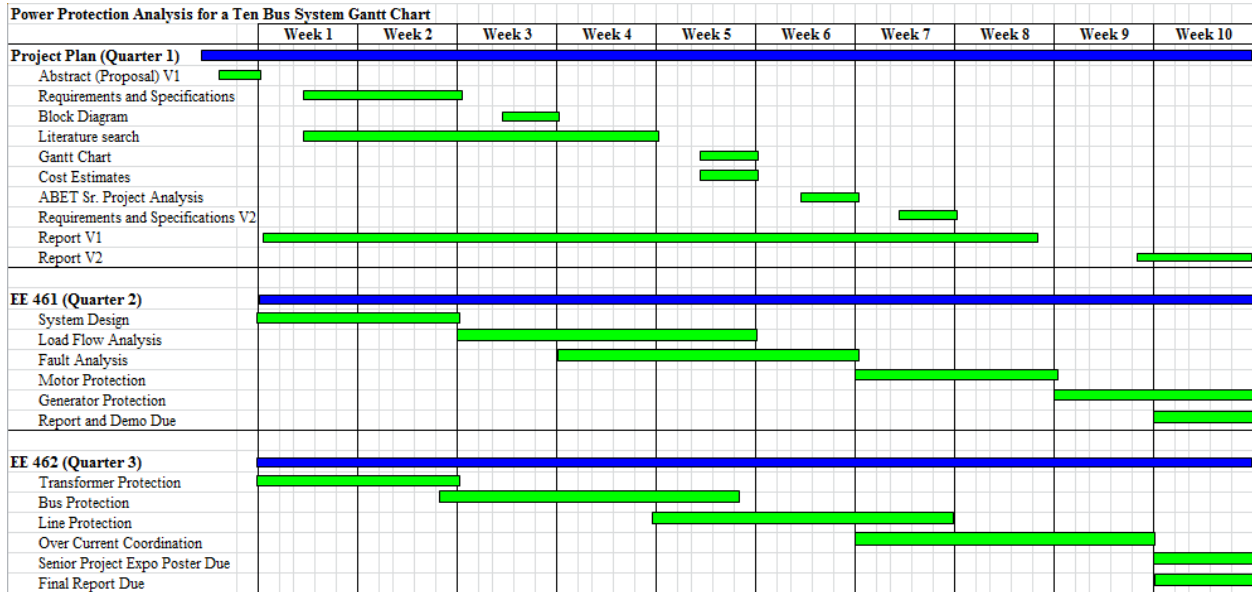 Power Protection Analysis for a Ten Bus System Gantt Chart
Week 1 Week 2 Week 3 Week 4 Week 5 Week 6 Week 7 Week 8 Week 9 Week 10
Project Plan (Quarter 1)
Abstract (Proposal) V1
Requirements and Specifications
Block Diagram
Literature search
Gantt Chart
Cost Estimates
ABET Sr. Project Analysis
Requirements and Specifications V2
Report V1
Report V2
EE 461 (Quarter 2)
System Design
Load Flow Analysis
Fault Analysis
Motor Protection
Generator Protection
Report and Demo Due
EE 462 (Quarter 3)
Transformer Protection
Bus Protection
Line Protection
Over Current Coordination
Senior Project Expo Poster Due
Final Report Due